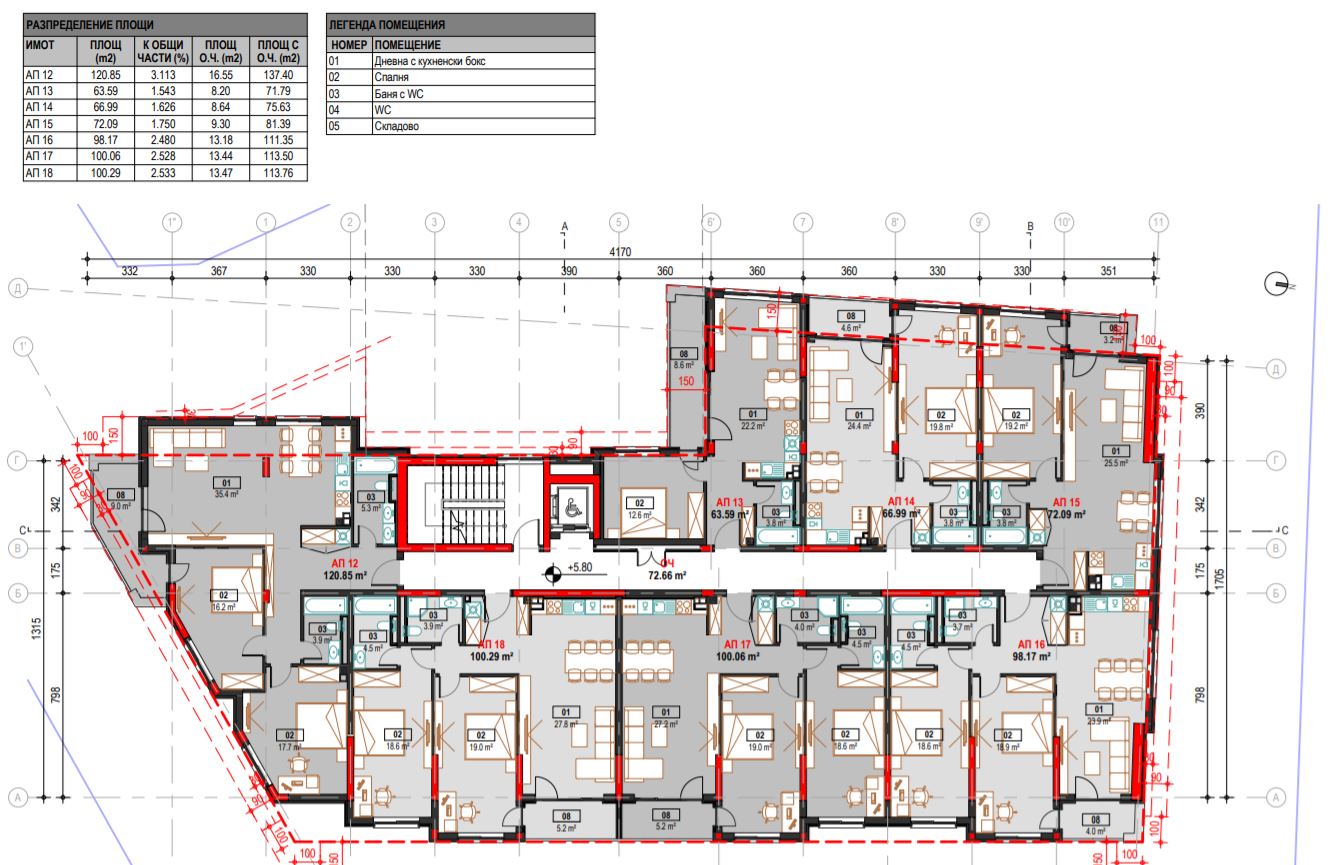 РАЗПРЕДЕЛЕНИЕ ПЛОЩИ
ИМОТ ПЛОЩ (m2) К ОБЩИ ЧАСТИ (%) ПЛОЩ О.Ч. (m2) ПЛОЩ С О.Ч. (m2)
АП 12 120.85 3.113 16.55 137.40
АП 13 63.59 1.543 8.20 71.79
АП 14 66.99 1.626 8.64 75.63
АП 15 72.09 1.750 9.30 81.39
АП 16 98.17 2.480 13.18 111.35
АП 17 100.06 2.528 13.44 113.50
АП 18 100.29 2.533 13.47 113.76
ЛЕГЕНДА ПОМЕЩЕНИЯ
НОМЕР ПОМЕЩЕНИЕ
01 Дневна с кухненски бокс
02 Спалня
03 Баня с WC
04 WC
05 Складово
1'' 1 2 3 4 А 5 6' 7 8' 9' В 10' 11
4170
332 367 330 330 330 390 360 360 360 330 330 351
Д
1'
Г
В
Б
А
Д
Г
В
Б
А
С
С
N
342
175
798
1315
390
342
175
798
1705
150
150
150
100
100
100
90
90
100
100
90
100
100
150
150
100
100
90
08
9.0 m²
01
35.4 m²
03
5.3 m²
02
16.2 m²
03
3.9 m²
02
17.7 m²
АП 12
120.85 m²
08
8.6 m²
01
22.2 m²
02
12.6 m²
03
3.8 m²
АП 13
63.59 m²
08
4.6 m²
01
24.4 m²
02
19.8 m²
03
3.8 m²
АП 14
66.99 m²
08
3.2 m²
02
19.2 m²
01
25.5 m²
03
3.8 m²
АП 15
72.09 m²
+5.80
ОЧ
72.66 m²
03
4.5 m²
03
3.9 m²
АП 18
100.29 m²
02
18.6 m²
02
19.0 m²
01
27.8 m²
08
5.2 m²
01
27.2 m²
08
5.2 m²
АП 17
100.06 m²
03
4.0 m²
03
4.5 m²
02
19.0 m²
02
18.6 m²
03
4.5 m²
03
3.7 m²
АП 16
98.17 m²
02
18.6 m²
02
18.9 m²
01
23.9 m²
08
4.0 m²